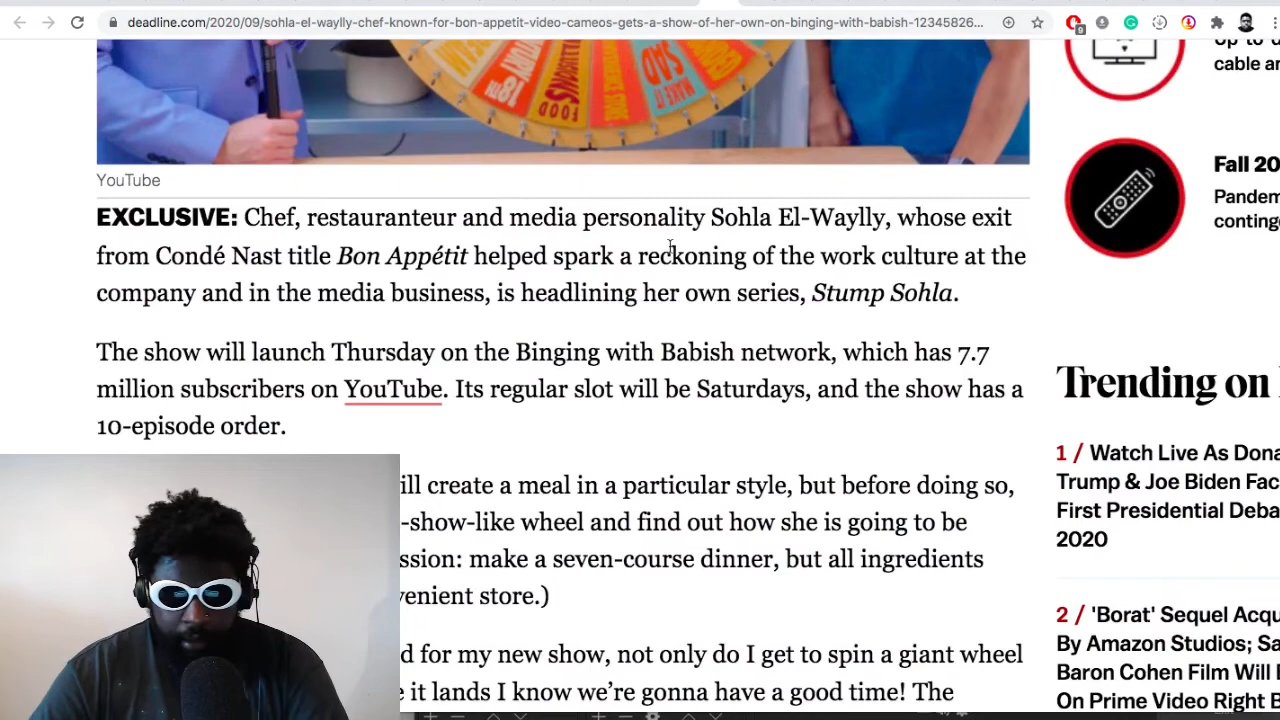 deadline.com/2020/09/sohla-el-waylly-chef-known-for-bon-appetit-video-cameos-gets-a-show-of-her-own-on-binging-with-babish-12345826...
9
18TH
FOOD
SAD
MAKE IT
cable an
YouTube
EXCLUSIVE: Chef, restauranteur and media personality Sohla El-Waylly, whose exit
from Condé Nast title Bon Appétit helped spark a reckoning of the work culture at the
company and in the media business, is headlining her own series, Stump Sohla.
The show will launch Thursday on the Binging with Babish network, which has 7.7
million subscribers on YouTube. Its regular slot will be Saturdays, and the show has a
10-episode order.
ill create a meal in a particular style, but before doing so,
-show-like wheel and find out how she is going to be
ssion: make a seven-course dinner, but all ingredients
venient store.)
d for my new show, not only do I get to spin a giant wheel
e it lands I know we're gonna have a good time! The
Fall 20
Pandem
conting
Trending on
1 / Watch Live As Dona
Trump & Joe Biden Fac
First Presidential Deba
2020
2 / 'Borat' Sequel Acqu
By Amazon Studios; Sa
Baron Cohen Film Will
On Prime Video Right B